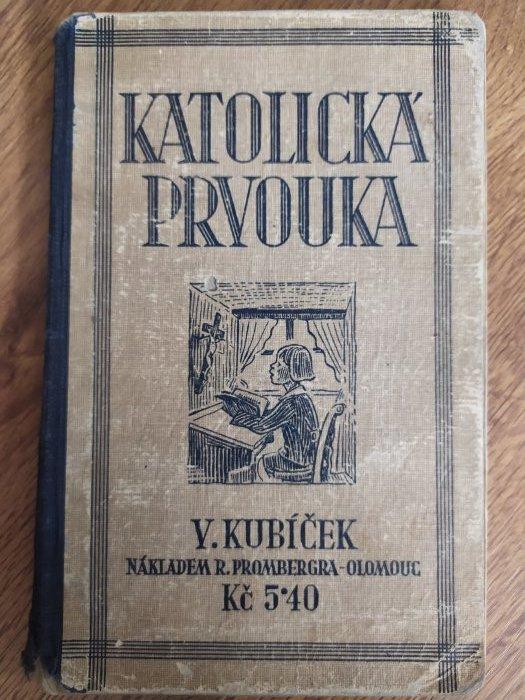 KATOLICKÁ
PRVOUKA
V. KUBÍČEK
NÁKLADEM R. PROMBERGRA-OLOMOUC
Kč 5·40